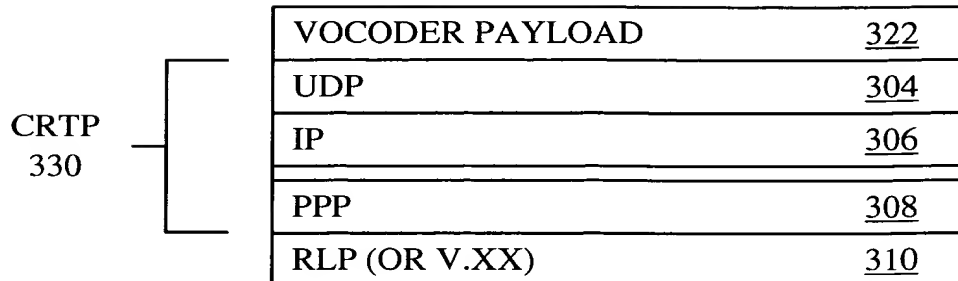 VOCODER PAYLOAD 322
UDP 304
CRTP
330
IP 306
PPP 308
RLP (OR V.XX) 310